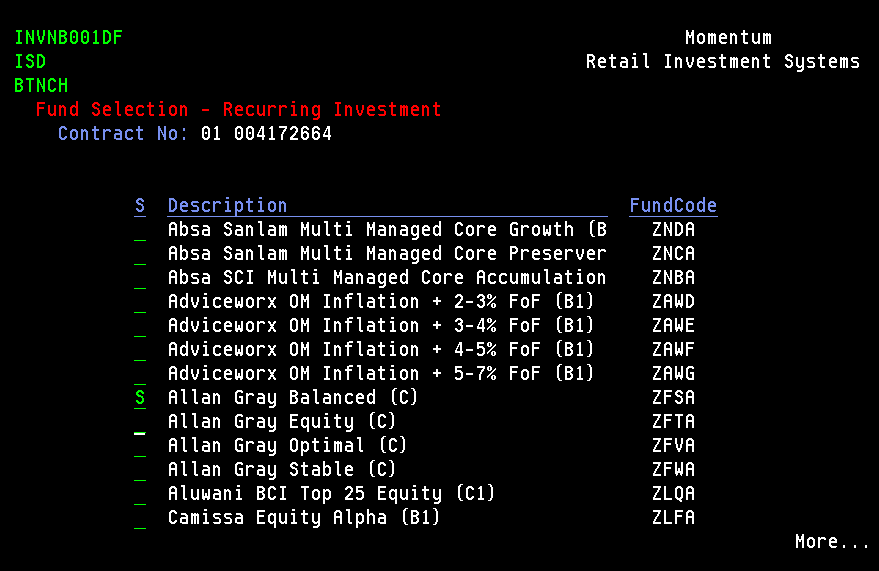 INVNB001DF Momentum
ISD Retail Investment Systems
BTNCH
Fund Selection - Recurring Investment
Contract No: 01 004172664
S Description FundCode
_ Absa Sanlam Multi Managed Core Growth (B ZNDA
_ Absa Sanlam Multi Managed Core Preserver ZNCA
_ Absa SCI Multi Managed Core Accumulation ZNBA
_ Adviceworx OM Inflation + 2-3% FoF (B1) ZAWD
_ Adviceworx OM Inflation + 3-4% FoF (B1) ZAWE
_ Adviceworx OM Inflation + 4-5% FoF (B1) ZAWF
_ Adviceworx OM Inflation + 5-7% FoF (B1) ZAWG
S Allan Gray Balanced (C) ZFSA
_ Allan Gray Equity (C) ZFTA
_ Allan Gray Optimal (C) ZFVA
_ Allan Gray Stable (C) ZFWA
_ Aluwani BCI Top 25 Equity (C1) ZLQA
_ Camissa Equity Alpha (B1) ZLFA
More...